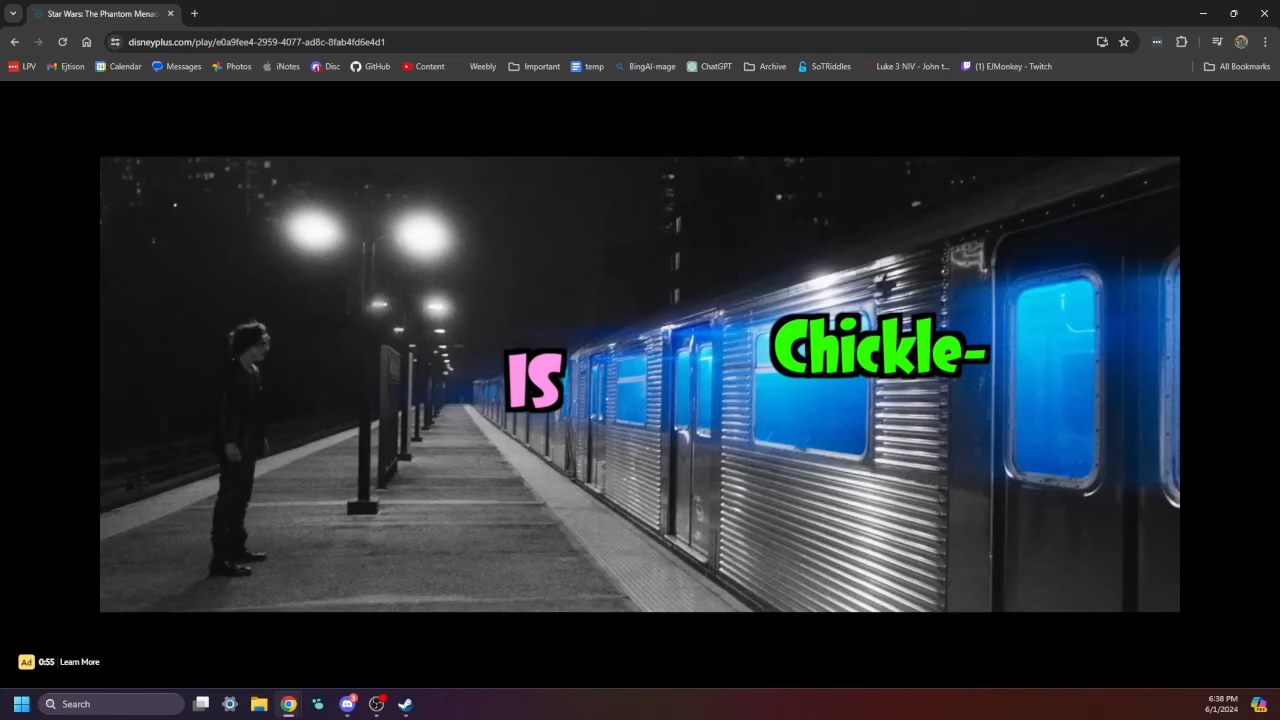 Star Wars: The Phantom Menac
disneyplus.com/play/e0a9fee4-2959-4077-ad8c-8fab4fd6e4d1
LPV Ejtison Calendar Messages Photos iNotes Disc GitHub Content Weebly Important temp BingAI-mage ChatGPT Archive SoTRiddles Luke 3 NIV - John t... (1) EJMonkey - Twitch All Bookmarks
IS Chickle-
Ad 0:55 Learn More
Search 3 6:38 PM
6/1/2024